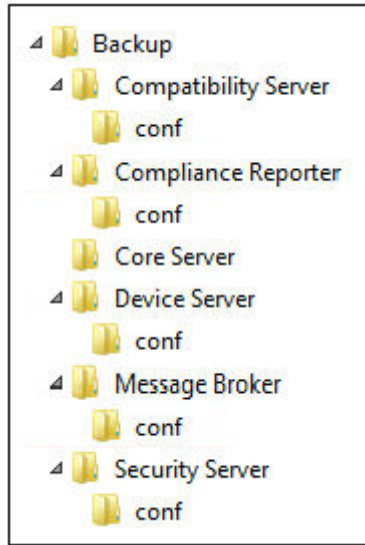 Backup
Compatibility Server
conf
Compliance Reporter
conf
Core Server
Device Server
conf
Message Broker
conf
Security Server
conf